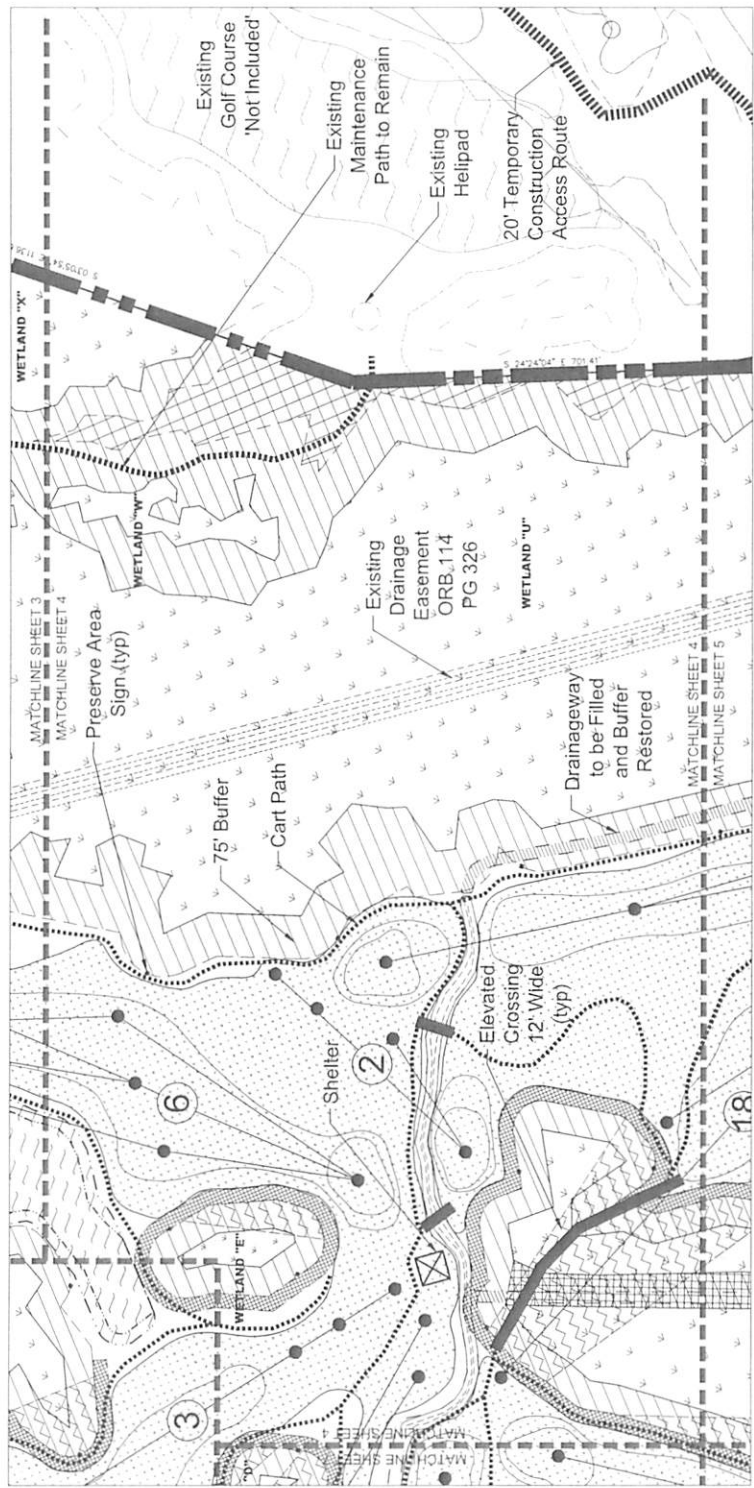 MATCHLINE SHEET 3
MATCHLINE SHEET 4
Preserve Area
Sign (typ)
75' Buffer
Cart Path
Shelter
Elevated
Crossing
12' Wide
(typ)
Drainageway
to be Filled
and Buffer
Restored
MATCHLINE SHEET 4
MATCHLINE SHEET 5
Existing
Drainage
Easement
ORB 114
PG 326
WETLAND "U"
WETLAND "W"
WETLAND "X"
WETLAND "E"
"D"
Existing
Golf Course
'Not Included'
Existing
Maintenance
Path to Remain
Existing
Helipad
20' Temporary
Construction
Access Route
S 24°24'04" E 701.41'
MATCHLINE SHEET 4
MATCHLINE SHEET
3
6
2
18